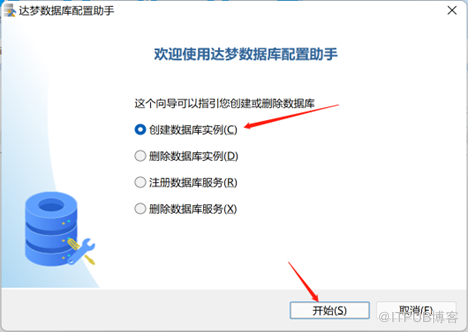 达梦数据库配置助手
欢迎使用达梦数据库配置助手
这个向导可以指引您创建或删除数据库
创建数据库实例(C)
删除数据库实例(D)
注册数据库服务(R)
删除数据库服务(X)
开始(S) 取消(F)
@ITPUB博客